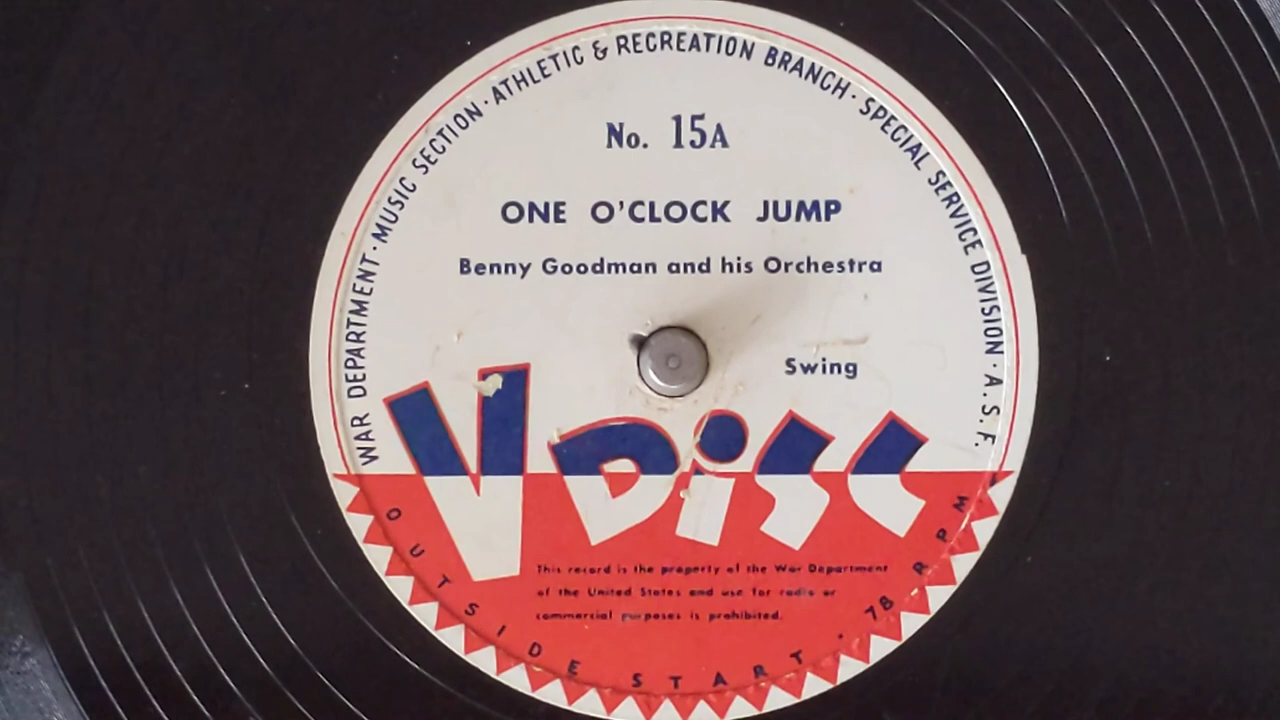 WAR DEPARTMENT · MUSIC SECTION · ATHLETIC & RECREATION BRANCH · SPECIAL SERVICE DIVISION · A.S.F.
No. 15A
ONE O'CLOCK JUMP
Benny Goodman and his Orchestra
Swing
V DiSC
This record is the property of the War Department
of the United States and use for radio or
commercial purposes is prohibited.
OUTSIDE START · 78 RPM